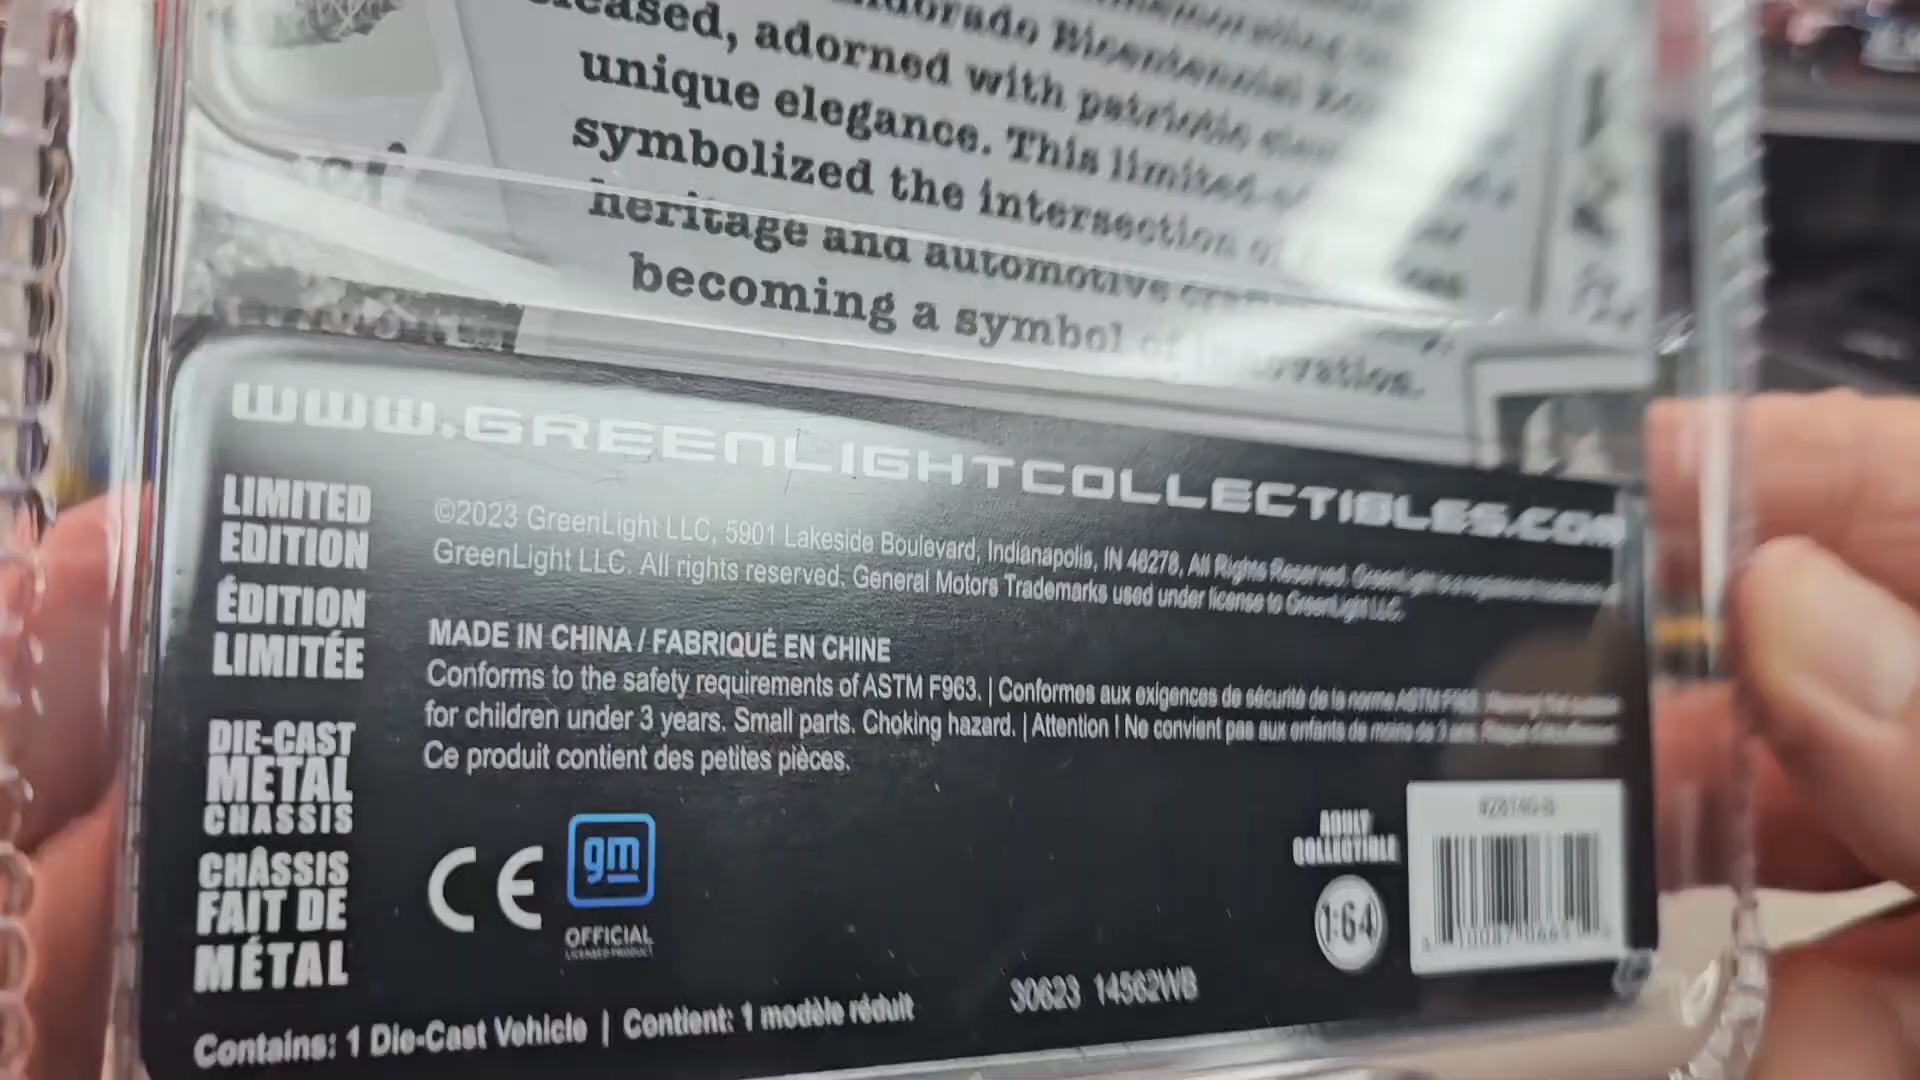 Bicentennial
eased, adorned with patriotic
unique elegance. This limited
symbolized the intersection
heritage and automotive
becoming a symbol of innovation.
WWW.GREENLIGHTCOLLECTIBLES.COM
LIMITED
EDITION
ÉDITION
LIMITÉE
DIE-CAST
METAL
CHASSIS
CHÂSSIS
FAIT DE
MÉTAL
©2023 GreenLight LLC, 5901 Lakeside Boulevard, Indianapolis, IN 46278, All Rights Reserved. GreenLight is a registered trademark of
GreenLight LLC. All rights reserved. General Motors Trademarks used under license to GreenLight LLC.
MADE IN CHINA / FABRIQUÉ EN CHINE
Conforms to the safety requirements of ASTM F963. | Conformes aux exigences de sécurité de la norme ASTM F963.
for children under 3 years. Small parts. Choking hazard. | Attention ! Ne convient pas aux enfants de moins de 3 ans.
Ce produit contient des petites pièces.
CE
gm
OFFICIAL
LICENSED PRODUCT
ADULT
COLLECTIBLE
1:64
30623 14562WB
Contains: 1 Die-Cast Vehicle | Contient: 1 modèle réduit